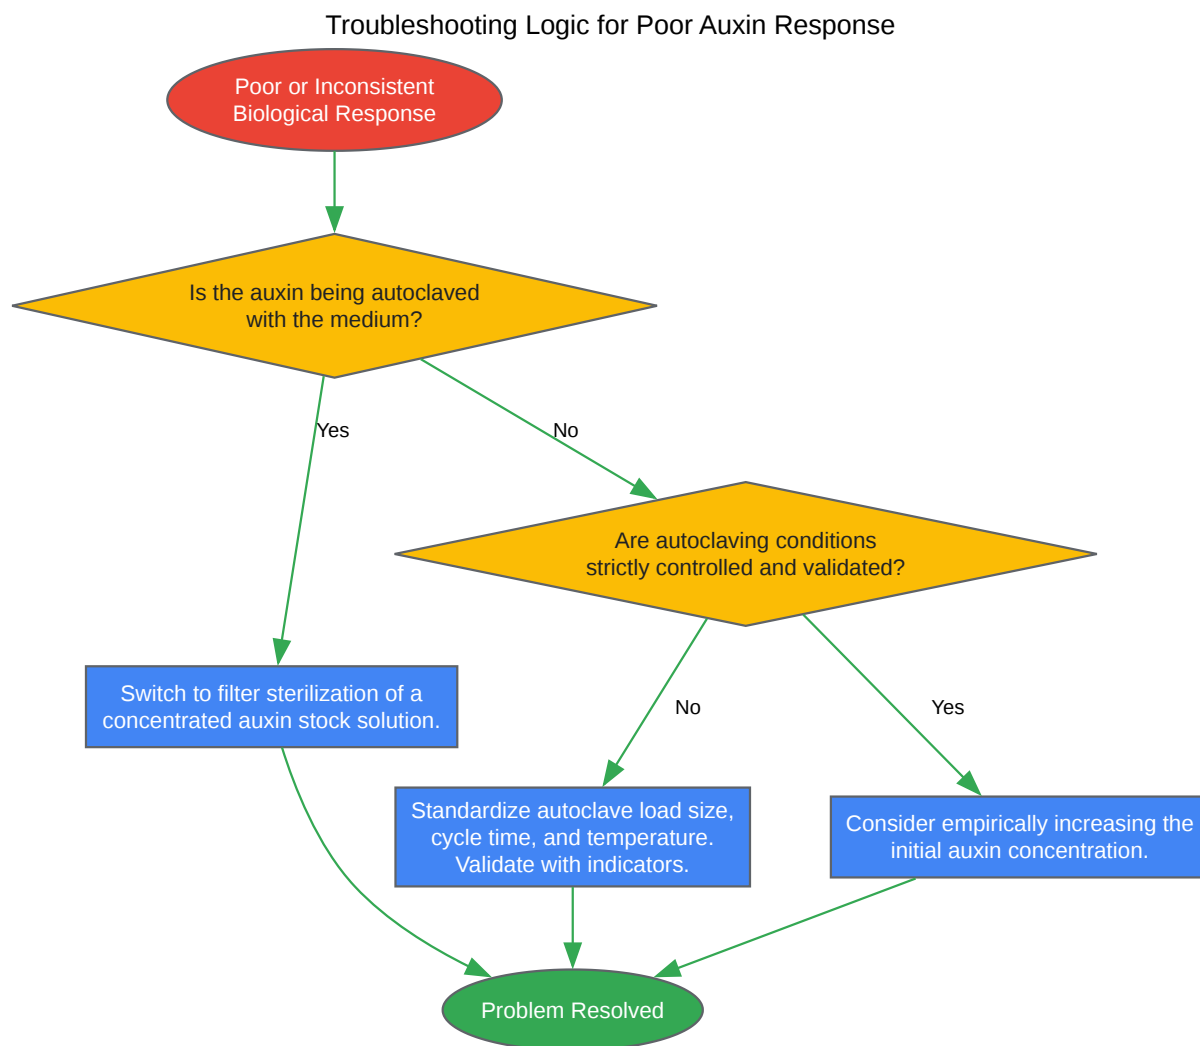 Troubleshooting Logic for Poor Auxin Response
Poor or Inconsistent
Biological Response
Is the auxin being autoclaved
with the medium?
Yes
No
Are autoclaving conditions
strictly controlled and validated?
Switch to filter sterilization of a
concentrated auxin stock solution.
No
Yes
Standardize autoclave load size,
cycle time, and temperature.
Validate with indicators.
Consider empirically increasing the
initial auxin concentration.
Problem Resolved